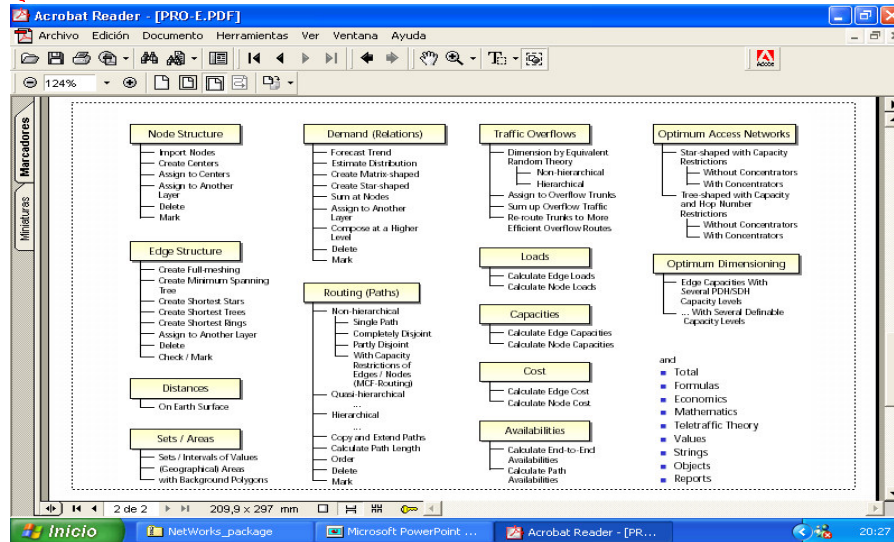 Acrobat Reader - [PRO-E.PDF]
Archivo Edición Documento Herramientas Ver Ventana Ayuda
Adobe
124%
Marcadores
Miniaturas
Node Structure
Import Nodes
Create Centers
Assign to Centers
Assign to Another
Layer
Delete
Mark
Edge Structure
Create Full-meshing
Create Minimum Spanning
Tree
Create Shortest Stars
Create Shortest Trees
Create Shortest Rings
Assign to Another Layer
Delete
Check / Mark
Distances
On Earth Surface
Sets / Areas
Sets / Intervals of Values
(Geographical) Areas
with Background Polygons
Demand (Relations)
Forecast Trend
Estimate Distribution
Create Matrix-shaped
Create Star-shaped
Sum at Nodes
Assign to Another
Layer
Compose at a Higher
Level
Delete
Mark
Routing (Paths)
Non-hierarchical
Single Path
Completely Disjoint
Partly Disjoint
With Capacity
Restrictions of
Edges / Nodes
(MCF-Routing)
Quasi-hierarchical
...
Hierarchical
...
Copy and Extend Paths
Calculate Path Length
Order
Delete
Mark
Traffic Overflows
Dimension by Equivalent
Random Theory
Non-hierarchical
Hierarchical
Assign to Overflow Trunks
Sum up Overflow Traffic
Re-route Trunks to More
Efficient Overflow Routes
Loads
Calculate Edge Loads
Calculate Node Loads
Capacities
Calculate Edge Capacities
Calculate Node Capacities
Cost
Calculate Edge Cost
Calculate Node Cost
Availabilities
Calculate End-to-End
Availabilities
Calculate Path
Availabilities
Optimum Access Networks
Star-shaped with Capacity
Restrictions
Without Concentrators
With Concentrators
Tree-shaped with Capacity
and Hop Number
Restrictions
Without Concentrators
With Concentrators
Optimum Dimensioning
Edge Capacities With
Several PDH/SDH
Capacity Levels
... With Several Definable
Capacity Levels
and
Total
Formulas
Economics
Mathematics
Teletraffic Theory
Values
Strings
Objects
Reports
2 de 2 209,9 x 297 mm
Inicio NetWorks_package Microsoft PowerPoint ... Acrobat Reader - [PR... 20:27